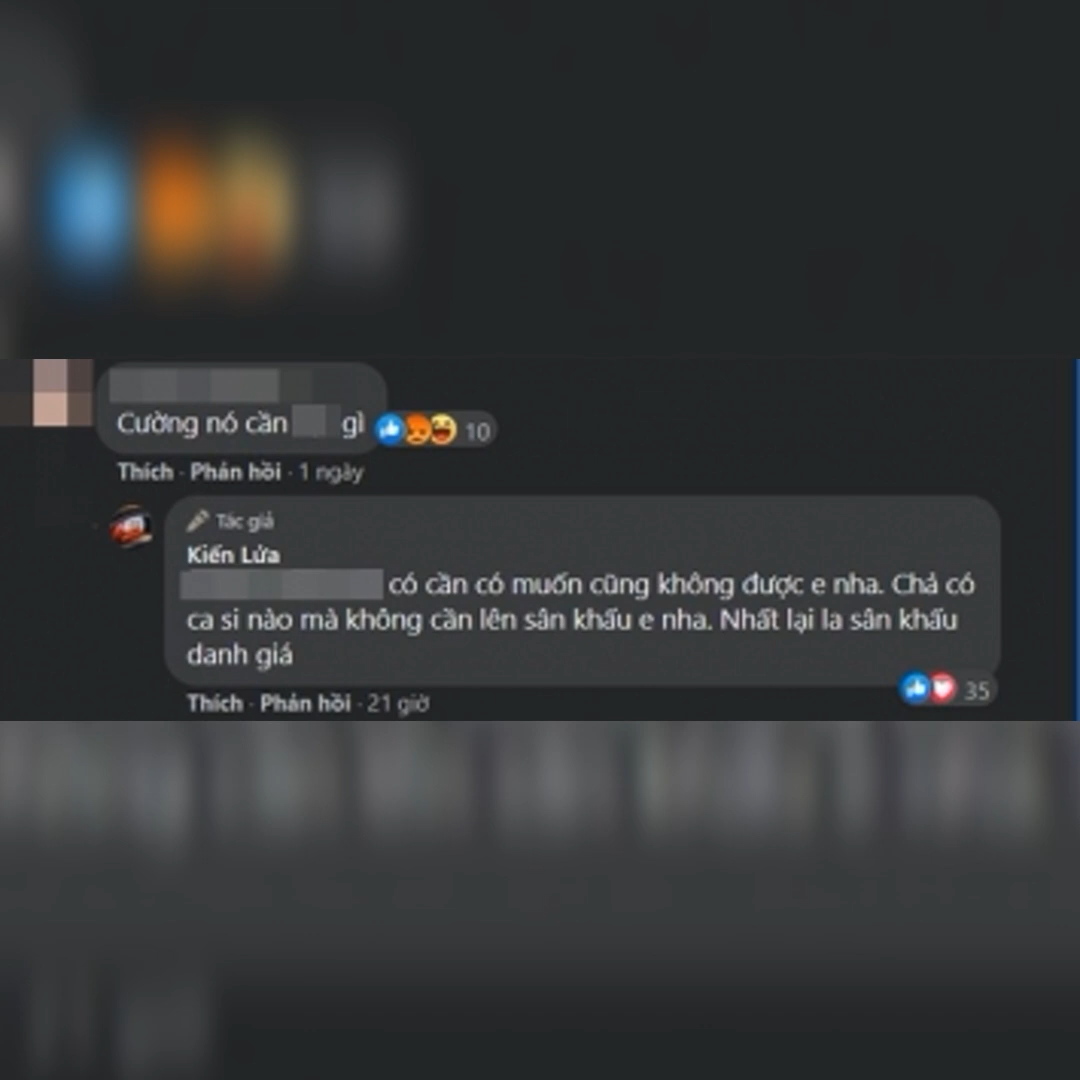 Cường nó cần gì
10
Thích · Phản hồi · 1 ngày
Tác giả
Kiến Lửa
có cần có muốn cũng không được e nha. Chả có
ca si nào mà không cần lên sân khấu e nha. Nhất lại la sân khấu
danh giá
Thích · Phản hồi · 21 giờ
35